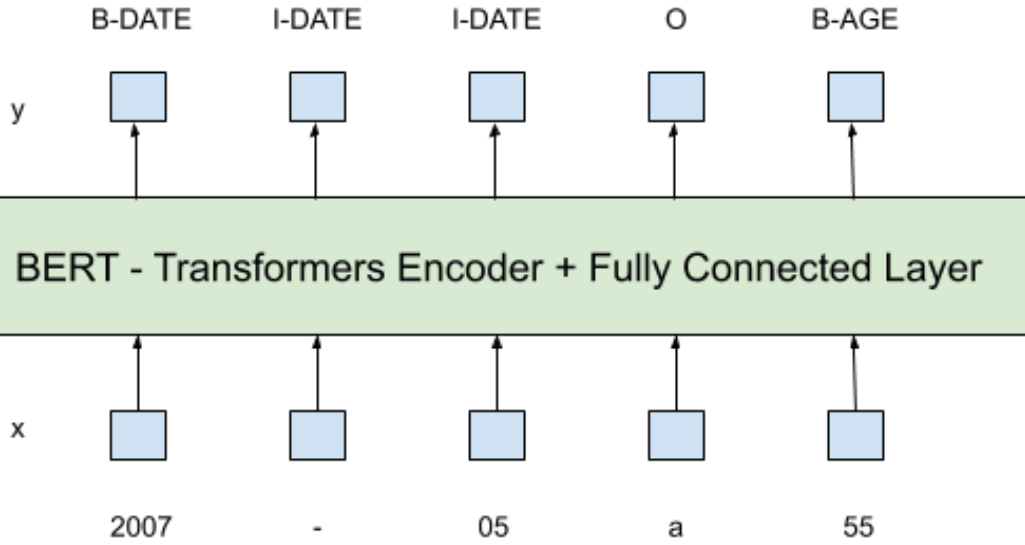 B-DATE I-DATE I-DATE O B-AGE
y
BERT - Transformers Encoder + Fully Connected Layer
x
2007 - 05 a 55